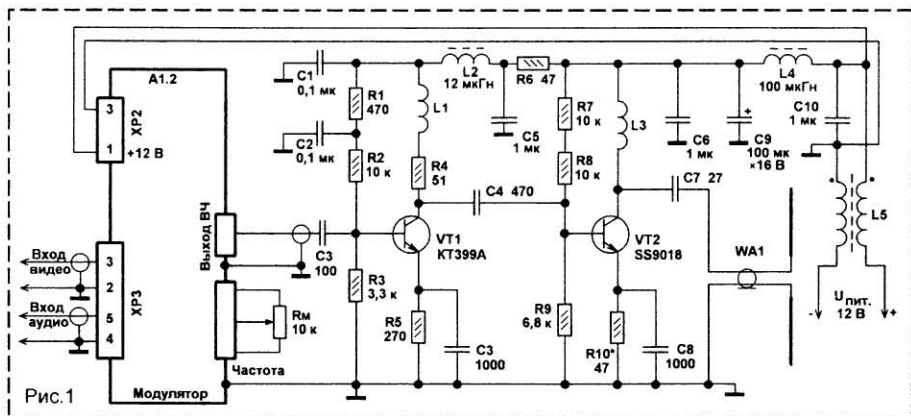 А1.2
ХР2
3
1
+12 В
ХР3
3
2
5
4
Вход
видео
Вход
аудио
Выход ВЧ
Rм
10 к
Частота
Модулятор
Рис.1
C1
0,1 мк
C2
0,1 мк
C3
100
R1
470
R2
10 к
R3
3,3 к
L1
R4
51
VT1
КТ399А
R5
270
C3
1000
L2
12 мкГн
R6 47
C5
1 мк
C4 470
R7
10 к
R8
10 к
R9
6,8 к
L3
VT2
SS9018
R10*
47
C8
1000
C6
1 мк
C7 27
+
C9
100 мк
×16 В
L4
100 мкГн
C10
1 мк
WA1
L5
Uпит.
12 В
-
+